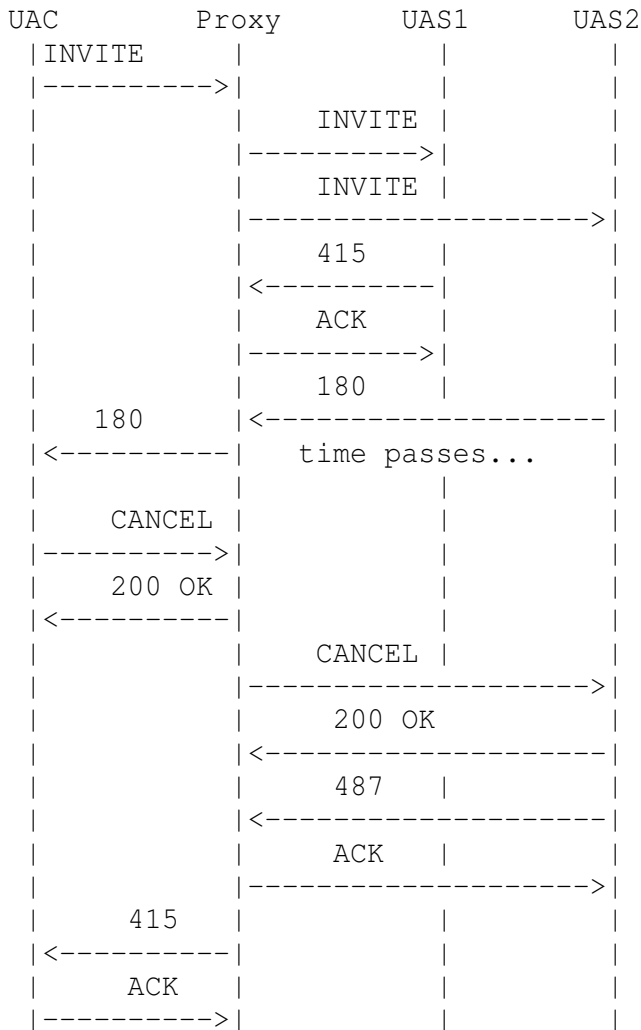 UAC Proxy UAS1 UAS2
INVITE
INVITE
INVITE
415
ACK
180
180
time passes...
CANCEL
200 OK
CANCEL
200 OK
487
ACK
415
ACK